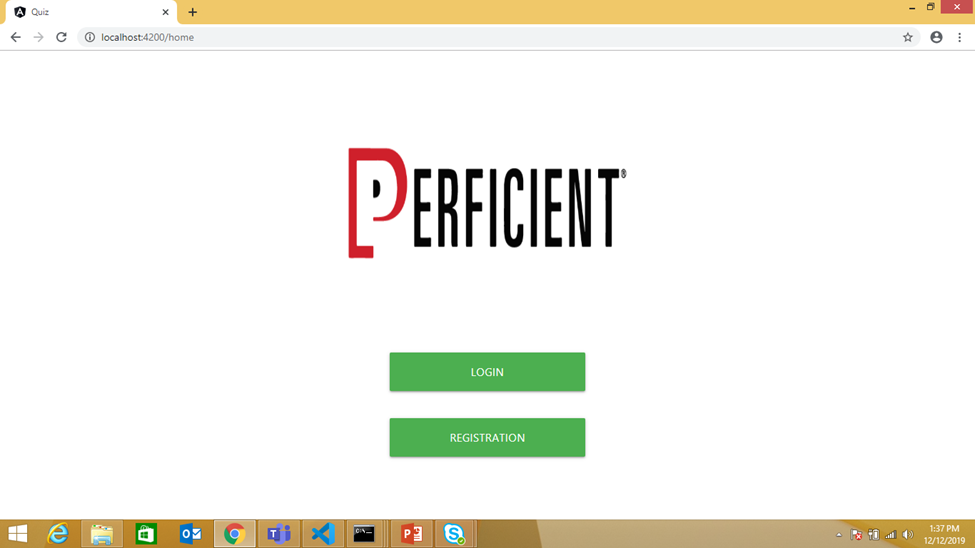 Quiz
localhost:4200/home
PERFICIENT®
LOGIN
REGISTRATION
1:37 PM
12/12/2019